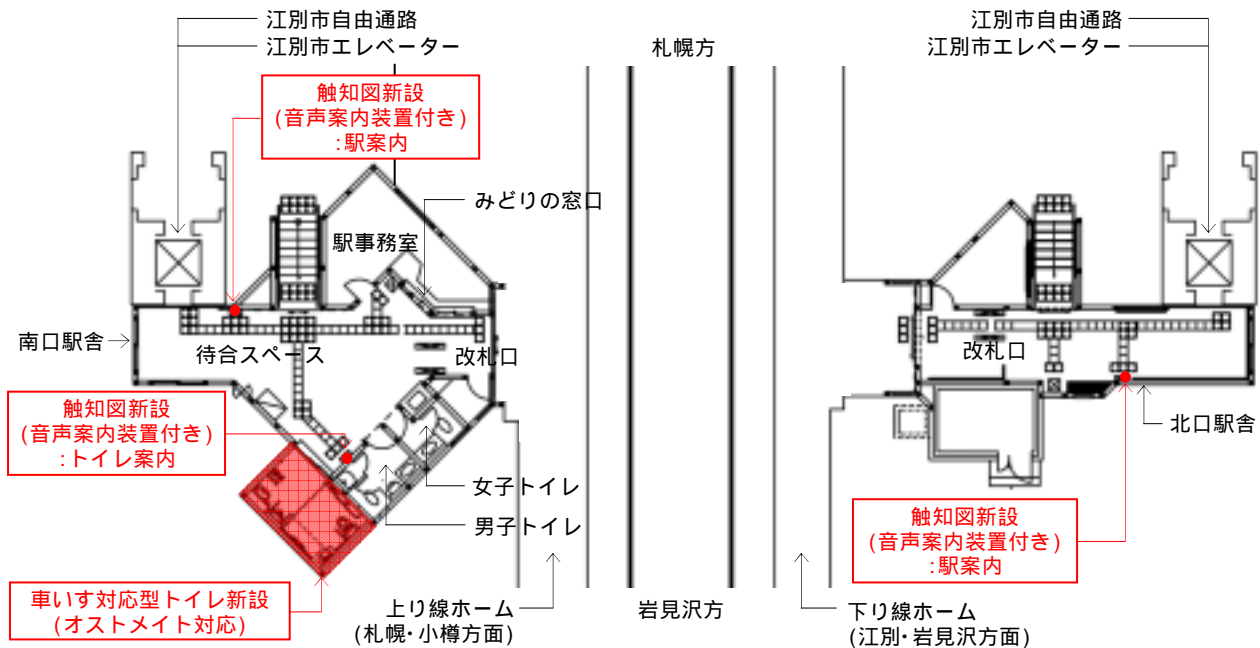 江別市自由通路
江別市エレベーター
札幌方
江別市自由通路
江別市エレベーター
触知図新設
(音声案内装置付き)
:駅案内
みどりの窓口
駅事務室
南口駅舎
待合スペース
改札口
改札口
触知図新設
(音声案内装置付き)
:トイレ案内
北口駅舎
女子トイレ
男子トイレ
触知図新設
(音声案内装置付き)
:駅案内
車いす対応型トイレ新設
(オストメイト対応)
上り線ホーム
(札幌・小樽方面)
岩見沢方
下り線ホーム
(江別・岩見沢方面)